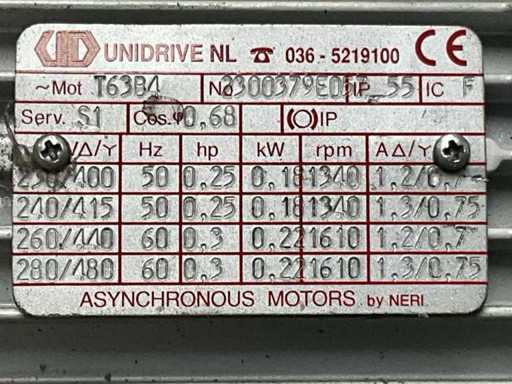 UNIDRIVE NL ☎ 036 - 5219100 CE
~Mot T63B4 No IP 55 IC F
Serv. S1 Cos.φ 0,68 IP
VΔ/Y Hz hp kW rpm A Δ/Y
230/400 50 0,25 0,18 1340 1,2/0,7
240/415 50 0,25 0,18 1340 1,3/0,75
260/440 60 0,3 0,22 1610 1,2/0,7
280/480 60 0,3 0,22 1610 1,3/0,75
ASYNCHRONOUS MOTORS by NERI